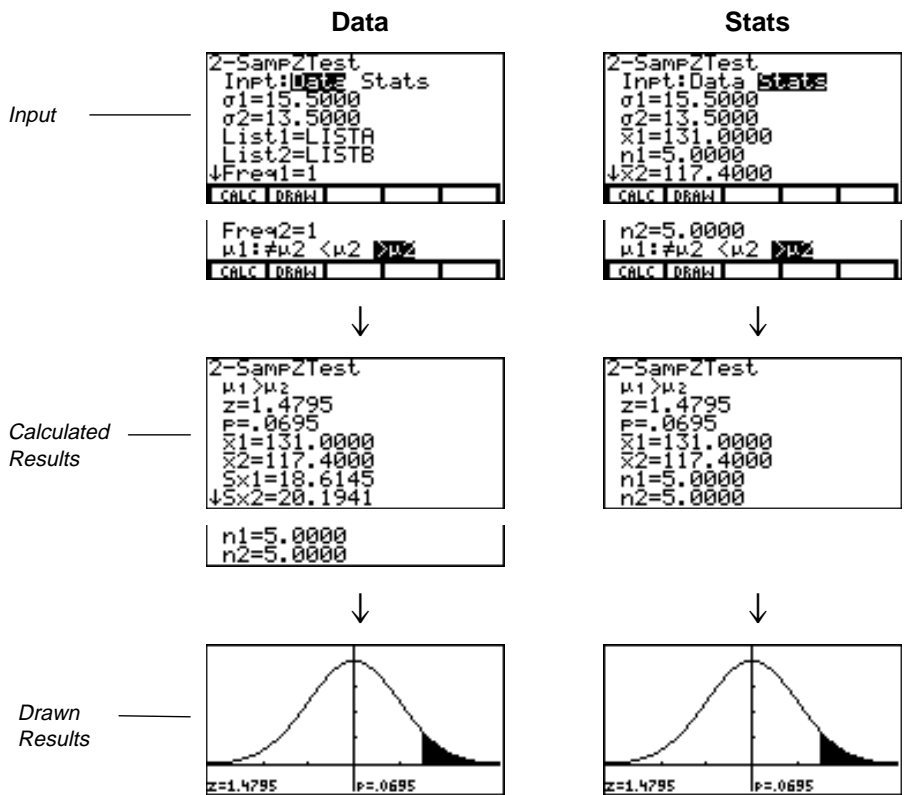 Data
Stats
Input
2-SampZTest
Inpt:Data Stats
σ1=15.5000
σ2=13.5000
List1=LISTA
List2=LISTB
↓Freq1=1
CALC DRAW
Freq2=1
μ1:≠μ2 <μ2 >μ2
CALC DRAW
2-SampZTest
Inpt:Data Stats
σ1=15.5000
σ2=13.5000
x̄1=131.0000
n1=5.0000
↓x̄2=117.4000
CALC DRAW
n2=5.0000
μ1:≠μ2 <μ2 >μ2
CALC DRAW
↓
↓
Calculated
Results
2-SampZTest
μ1>μ2
z=1.4795
p=.0695
x̄1=131.0000
x̄2=117.4000
Sx1=18.6145
↓Sx2=20.1941
n1=5.0000
n2=5.0000
2-SampZTest
μ1>μ2
z=1.4795
p=.0695
x̄1=131.0000
x̄2=117.4000
n1=5.0000
n2=5.0000
↓
↓
Drawn
Results
z=1.4795 p=.0695
z=1.4795 p=.0695